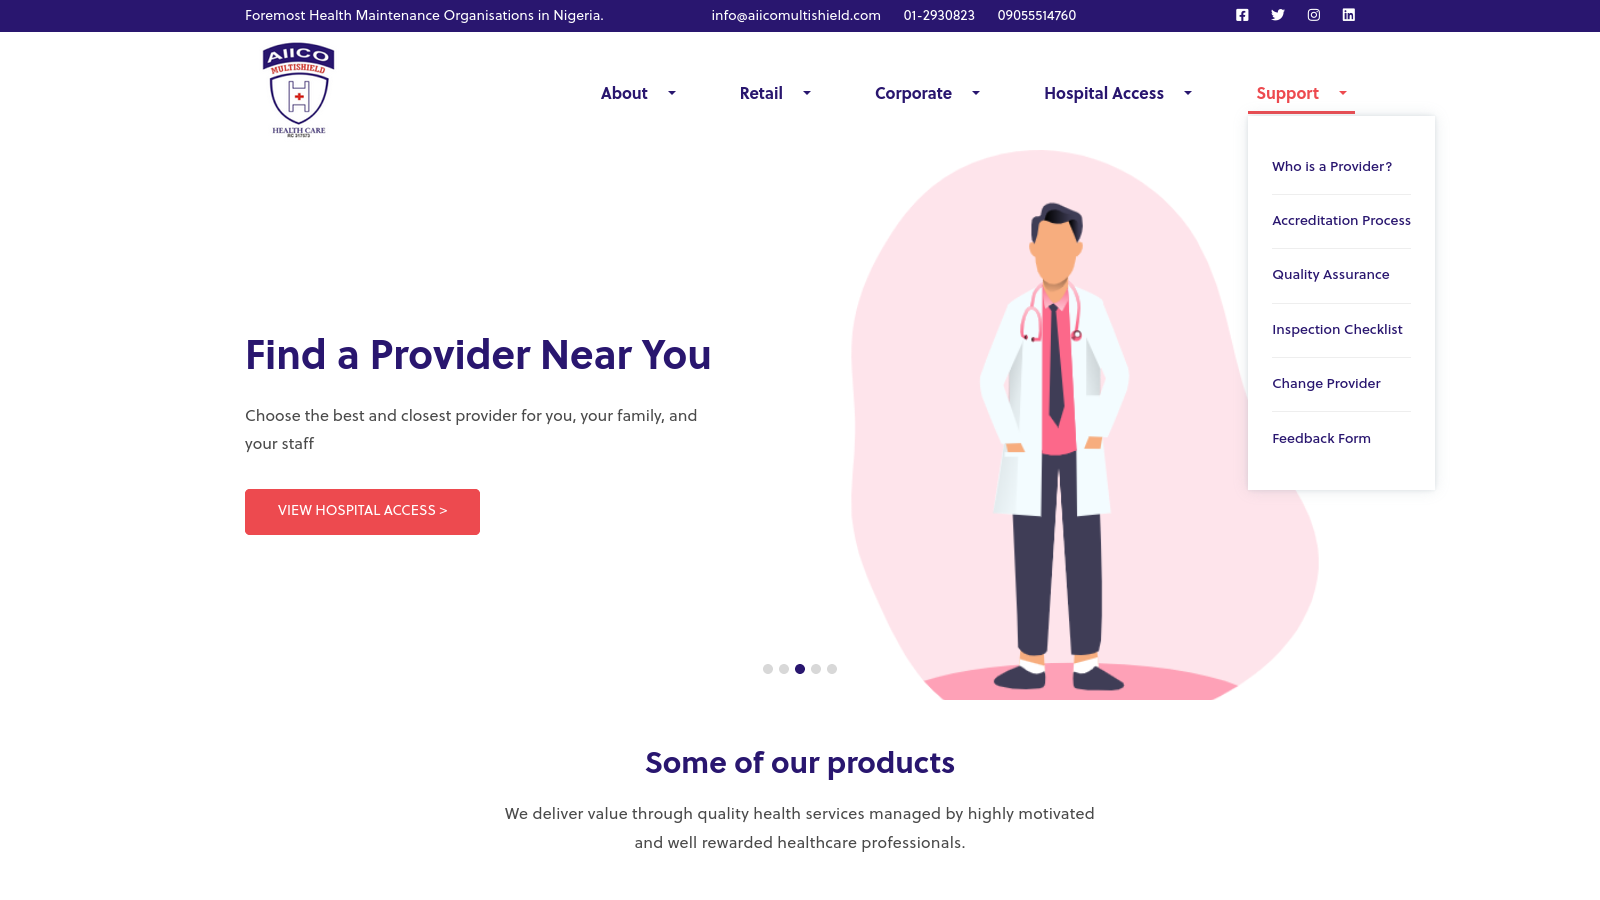 Foremost Health Maintenance Organisations in Nigeria.
info@aiicomultishield.com 01-2930823 09055514760
AIICO
MULTISHIELD
HEALTH CARE
RC 317573
About
Retail
Corporate
Hospital Access
Support
Who is a Provider?
Accreditation Process
Quality Assurance
Inspection Checklist
Change Provider
Feedback Form
Find a Provider Near You
Choose the best and closest provider for you, your family, and
your staff
VIEW HOSPITAL ACCESS >
Some of our products
We deliver value through quality health services managed by highly motivated
and well rewarded healthcare professionals.